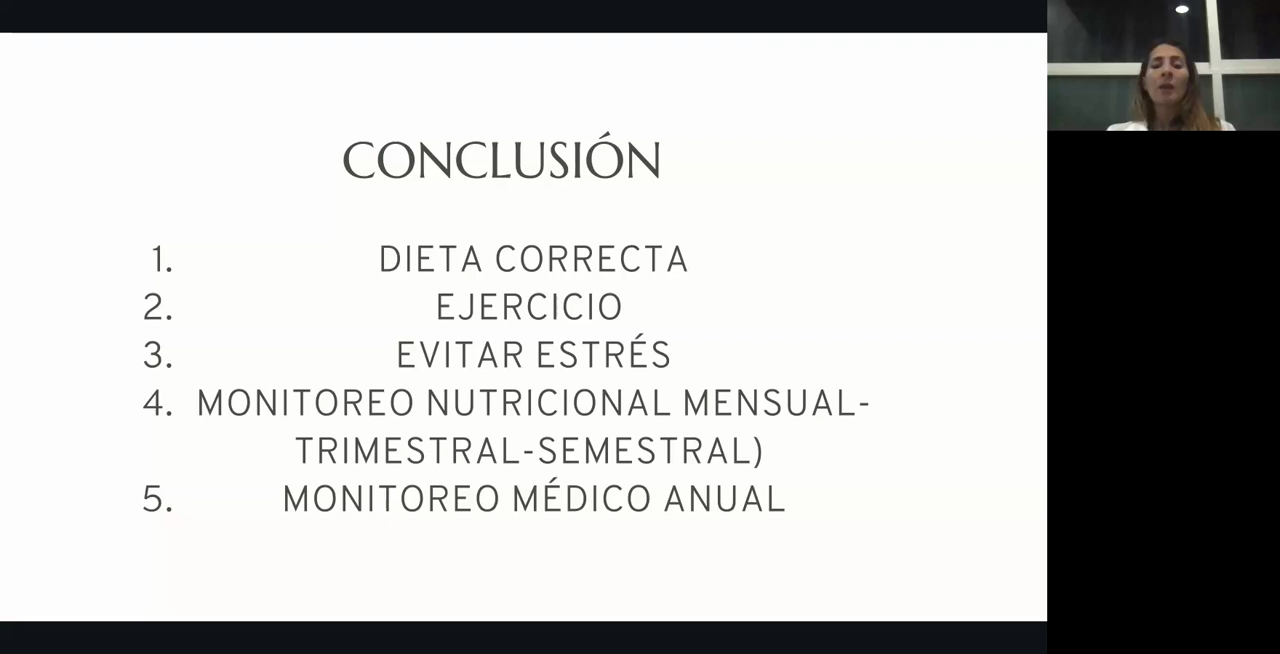 CONCLUSIÓN
1. DIETA CORRECTA
2. EJERCICIO
3. EVITAR ESTRÉS
4. MONITOREO NUTRICIONAL MENSUAL-
TRIMESTRAL-SEMESTRAL)
5. MONITOREO MÉDICO ANUAL